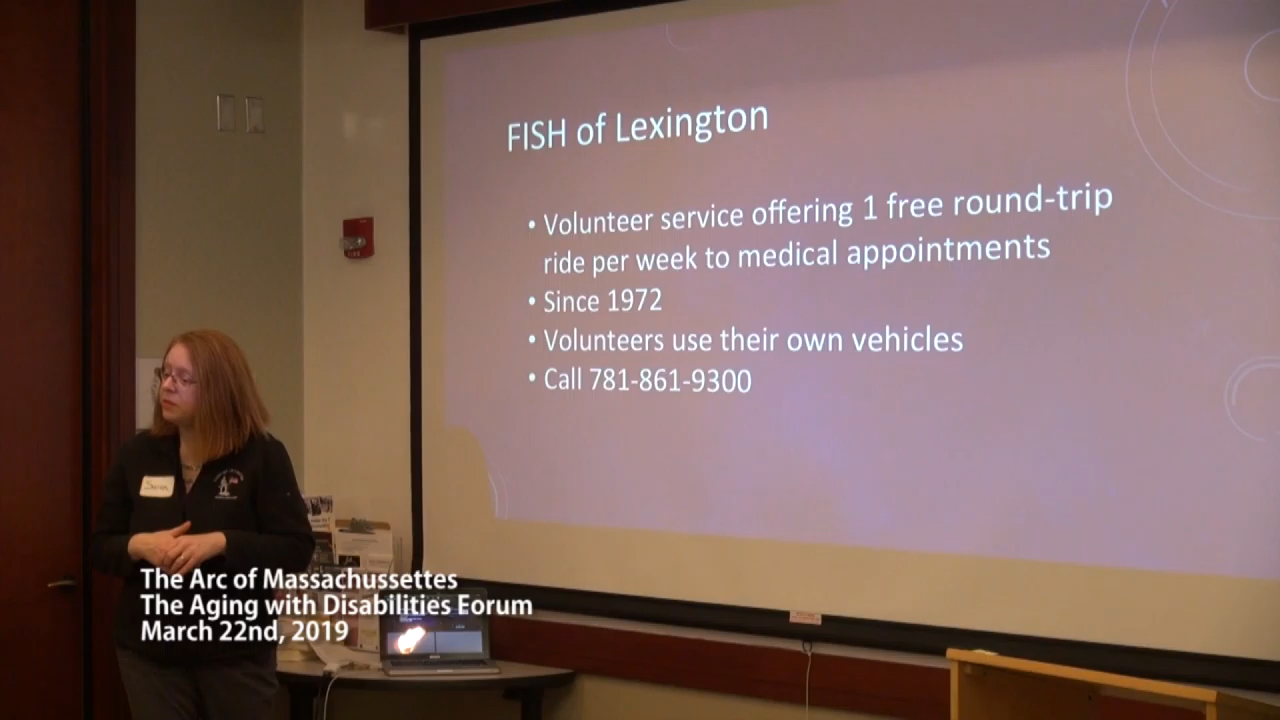 FISH of Lexington
• Volunteer service offering 1 free round-trip
ride per week to medical appointments
• Since 1972
• Volunteers use their own vehicles
• Call 781-861-9300
The Arc of Massachussettes
The Aging with Disabilities Forum
March 22nd, 2019